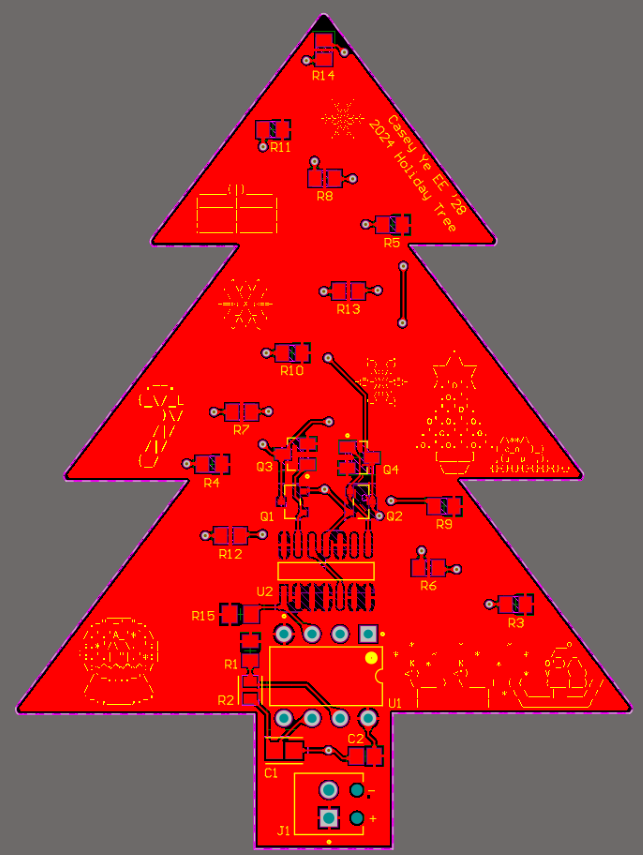 R14
Casey Ye EE '28
2024 Holiday Tree
R11
R8
R5
R13
R10
R7
Q3
Q4
R4
Q1
Q2
R9
R12
R6
U2
R15
R3
R1
R2
U1
C2
C1
-
J1
+